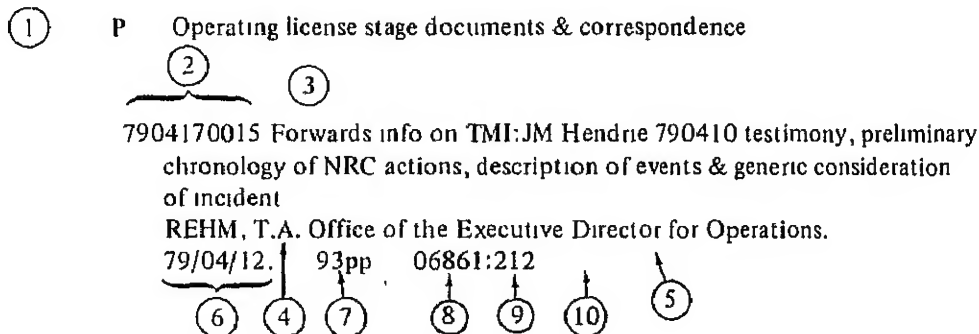 1 P Operating license stage documents & correspondence
2
3
7904170015 Forwards info on TMI:JM Hendrie 790410 testimony, preliminary
chronology of NRC actions, description of events & generic consideration
of incident
REHM, T.A. Office of the Executive Director for Operations.
79/04/12. 93pp 06861:212
6 4 7 8 9 10 5